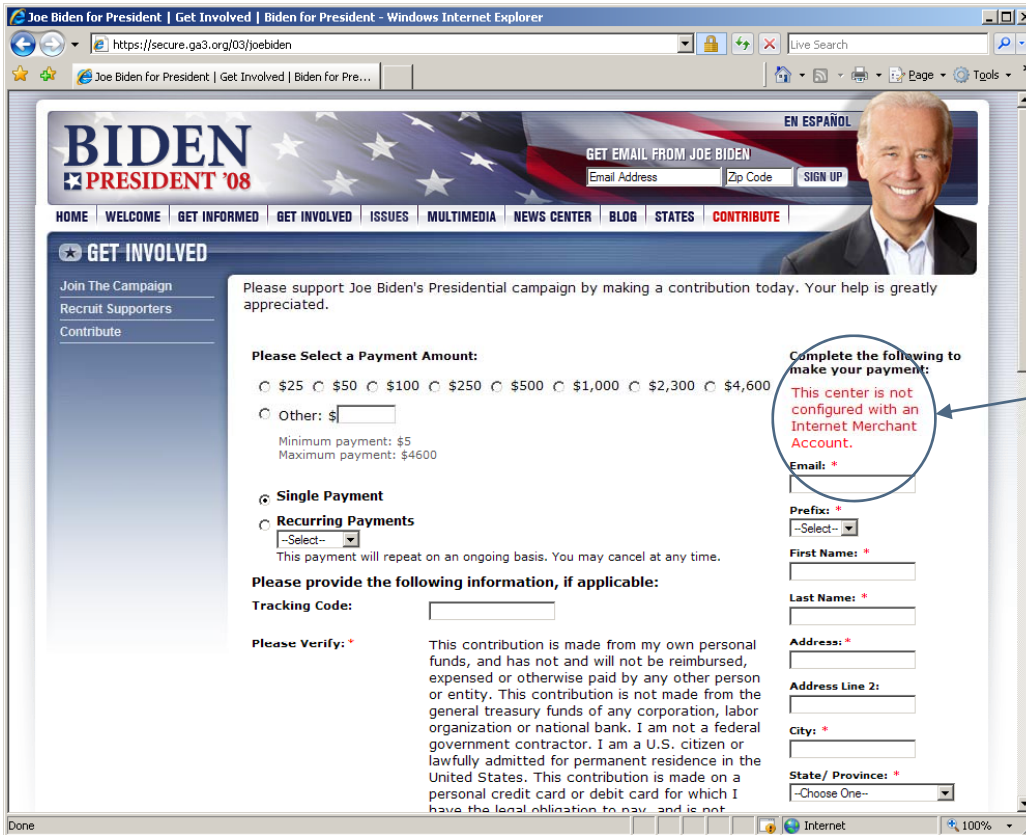 Joe Biden for President | Get Involved | Biden for President - Windows Internet Explorer
https://secure.ga3.org/03/joebiden
Live Search
Joe Biden for President | Get Involved | Biden for Pre...
Page
Tools
EN ESPAÑOL
BIDEN
PRESIDENT '08
GET EMAIL FROM JOE BIDEN
Email Address
Zip Code
SIGN UP
HOME WELCOME GET INFORMED GET INVOLVED ISSUES MULTIMEDIA NEWS CENTER BLOG STATES CONTRIBUTE
GET INVOLVED
Join The Campaign
Recruit Supporters
Contribute
Please support Joe Biden's Presidential campaign by making a contribution today. Your help is greatly
appreciated.
Please Select a Payment Amount:
$25 $50 $100 $250 $500 $1,000 $2,300 $4,600
Other: $
Minimum payment: $5
Maximum payment: $4600
Single Payment
Recurring Payments
--Select--
This payment will repeat on an ongoing basis. You may cancel at any time.
Please provide the following information, if applicable:
Tracking Code:
Please Verify: *
This contribution is made from my own personal
funds, and has not and will not be reimbursed,
expensed or otherwise paid by any other person
or entity. This contribution is not made from the
general treasury funds of any corporation, labor
organization or national bank. I am not a federal
government contractor. I am a U.S. citizen or
lawfully admitted for permanent residence in the
United States. This contribution is made on a
personal credit card or debit card for which I
have the legal obligation to pay, and is not
Complete the following to
make your payment:
This center is not
configured with an
Internet Merchant
Account.
Email: *
Prefix: *
--Select--
First Name: *
Last Name: *
Address: *
Address Line 2:
City: *
State/ Province: *
--Choose One--
Done
Internet
100%